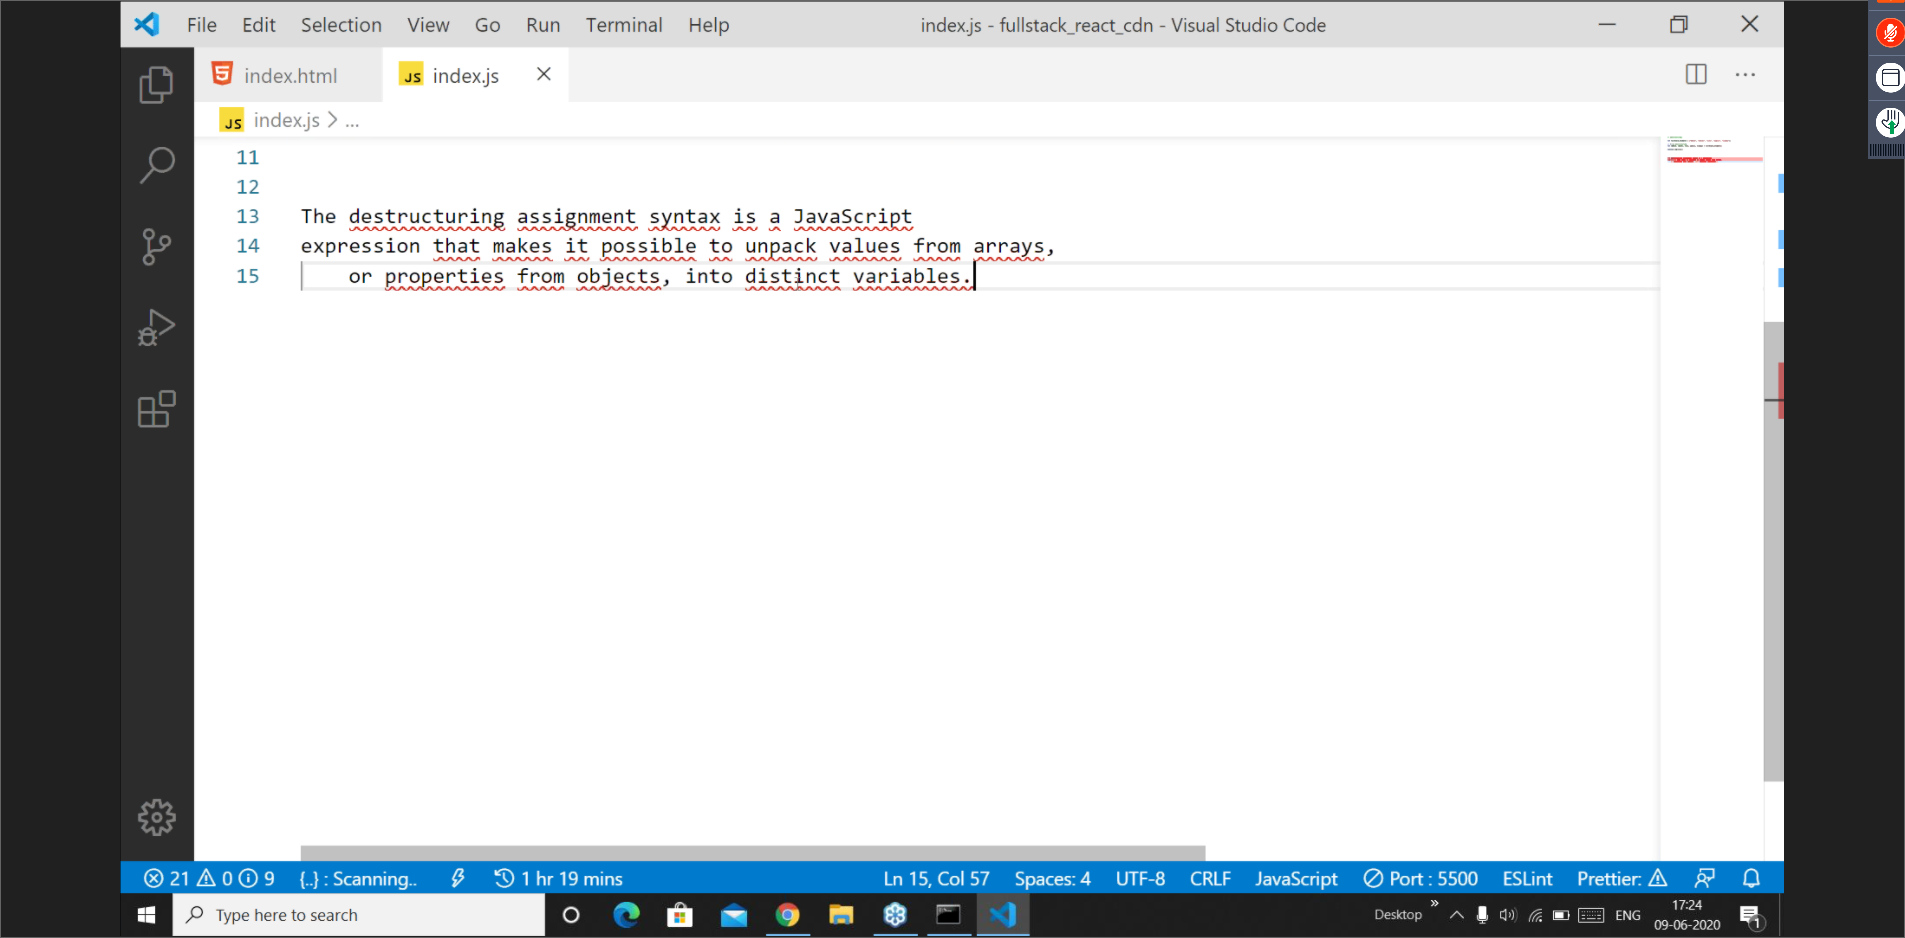 File Edit Selection View Go Run Terminal Help index.js - fullstack_react_cdn - Visual Studio Code
index.html JS index.js
JS index.js > ...
11
12
13 The destructuring assignment syntax is a JavaScript
14 expression that makes it possible to unpack values from arrays,
15 or properties from objects, into distinct variables.
21 0 9 {..} : Scanning.. 1 hr 19 mins Ln 15, Col 57 Spaces: 4 UTF-8 CRLF JavaScript Port : 5500 ESLint Prettier:
Type here to search Desktop ENG 17:24
09-06-2020 1